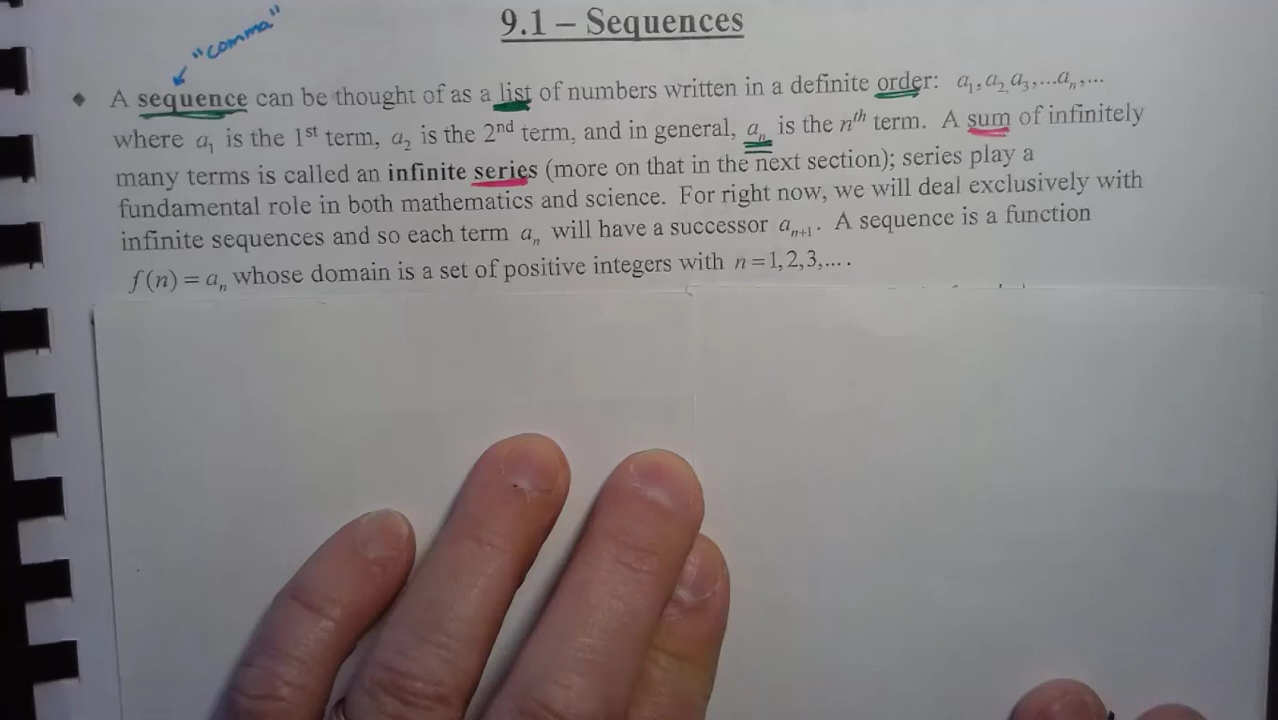 9.1 – Sequences
"comma"
♦ A sequence can be thought of as a list of numbers written in a definite order: a₁, a₂ a₃,...aₙ,...
where a₁ is the 1ˢᵗ term, a₂ is the 2ⁿᵈ term, and in general, aₙ is the nᵗʰ term. A sum of infinitely
many terms is called an infinite series (more on that in the next section); series play a
fundamental role in both mathematics and science. For right now, we will deal exclusively with
infinite sequences and so each term aₙ will have a successor aₙ₊₁. A sequence is a function
f(n) = aₙ whose domain is a set of positive integers with n = 1, 2, 3,... .